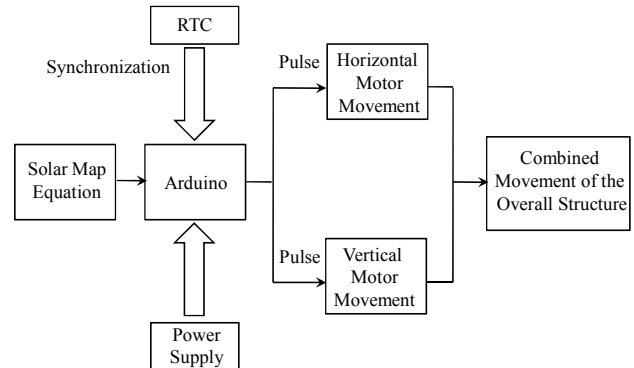 RTC
Synchronization
Pulse
Horizontal
Motor
Movement
Solar Map
Equation
Arduino
Combined
Movement of the
Overall Structure
Pulse
Vertical
Motor
Movement
Power
Supply